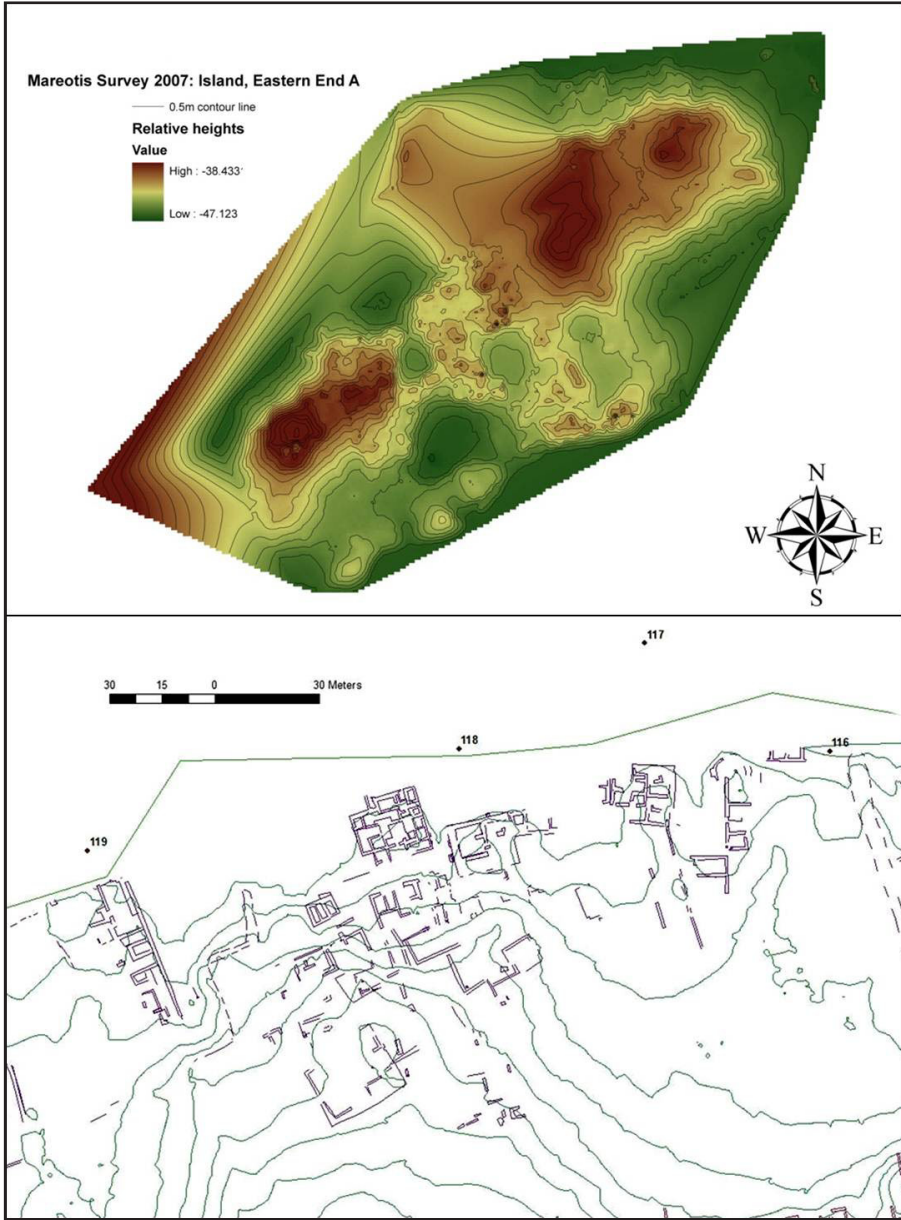 Mareotis Survey 2007: Island, Eastern End A
0.5m contour line
Relative heights
Value
High : -38.433
Low : -47.123
N
W E
S
117
30 15 0 30 Meters
118
116
119